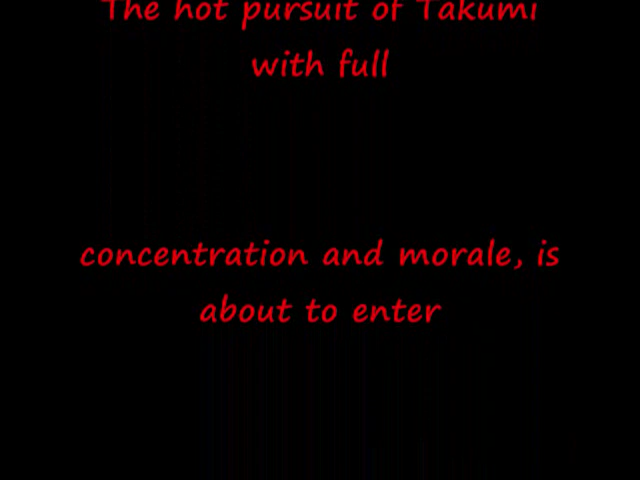 The hot pursuit of Takumi
with full
concentration and morale, is
about to enter